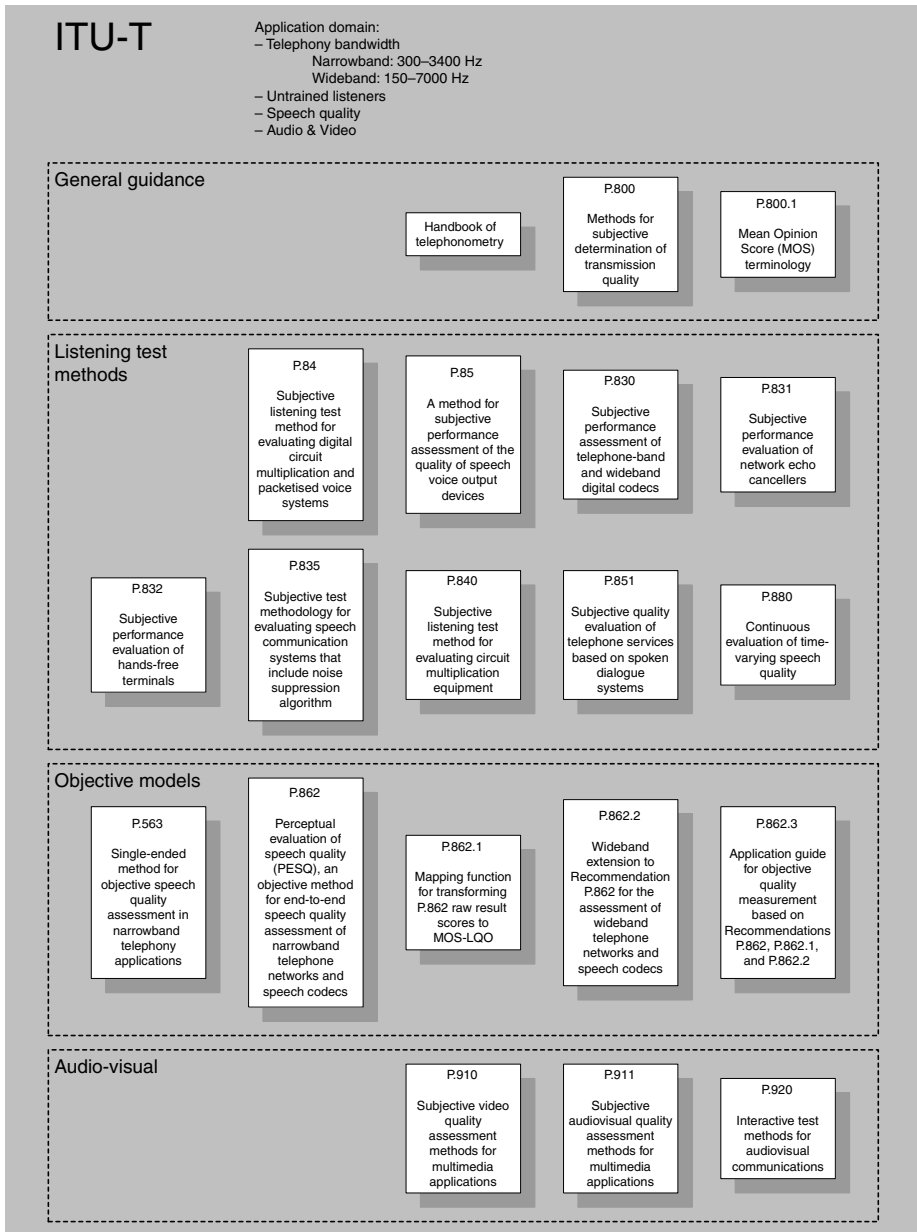 ITU-T
Application domain:
– Telephony bandwidth
Narrowband: 300–3400 Hz
Wideband: 150–7000 Hz
– Untrained listeners
– Speech quality
– Audio & Video
General guidance
Handbook of
telephonometry
P.800
Methods for
subjective
determination of
transmission
quality
P.800.1
Mean Opinion
Score (MOS)
terminology
Listening test
methods
P.84
Subjective
listening test
method for
evaluating digital
circuit
multiplication and
packetised voice
systems
P.85
A method for
subjective
performance
assessment of the
quality of speech
voice output
devices
P.830
Subjective
performance
assessment of
telephone-band
and wideband
digital codecs
P.831
Subjective
performance
evaluation of
network echo
cancellers
P.832
Subjective
performance
evaluation of
hands-free
terminals
P.835
Subjective test
methodology for
evaluating speech
communication
systems that
include noise
suppression
algorithm
P.840
Subjective
listening test
method for
evaluating circuit
multiplication
equipment
P.851
Subjective quality
evaluation of
telephone services
based on spoken
dialogue
systems
P.880
Continuous
evaluation of time-
varying speech
quality
Objective models
P.563
Single-ended
method for
objective speech
quality
assessment in
narrowband
telephony
applications
P.862
Perceptual
evaluation of
speech quality
(PESQ), an
objective method
for end-to-end
speech quality
assessment of
narrowband
telephone
networks and
speech codecs
P.862.1
Mapping function
for transforming
P.862 raw result
scores to
MOS-LQO
P.862.2
Wideband
extension to
Recommendation
P.862 for the
assessment of
wideband
telephone
networks and
speech codecs
P.862.3
Application guide
for objective
quality
measurement
based on
Recommendations
P.862, P.862.1,
and P.862.2
Audio-visual
P.910
Subjective video
quality
assessment
methods for
multimedia
applications
P.911
Subjective
audiovisual quality
assessment
methods for
multimedia
applications
P.920
Interactive test
methods for
audiovisual
communications